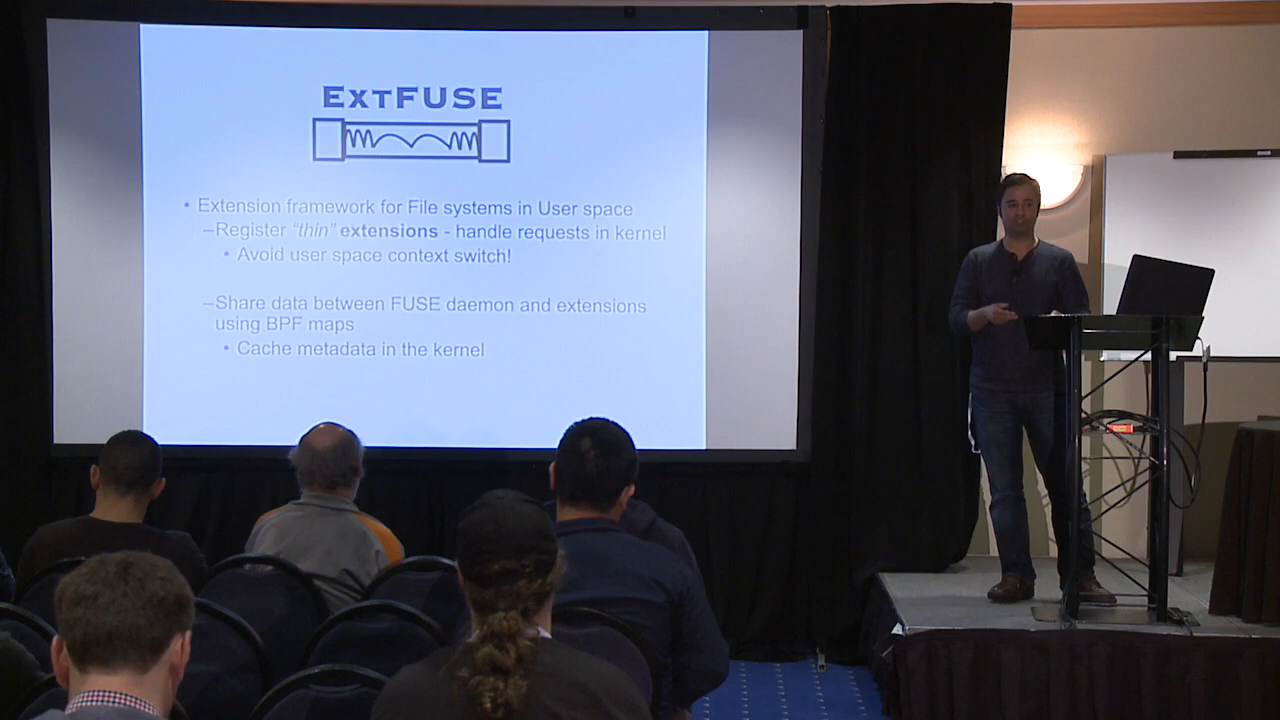 EXTFUSE
• Extension framework for File systems in User space
–Register “thin” extensions - handle requests in kernel
• Avoid user space context switch!
–Share data between FUSE daemon and extensions
using BPF maps
• Cache metadata in the kernel